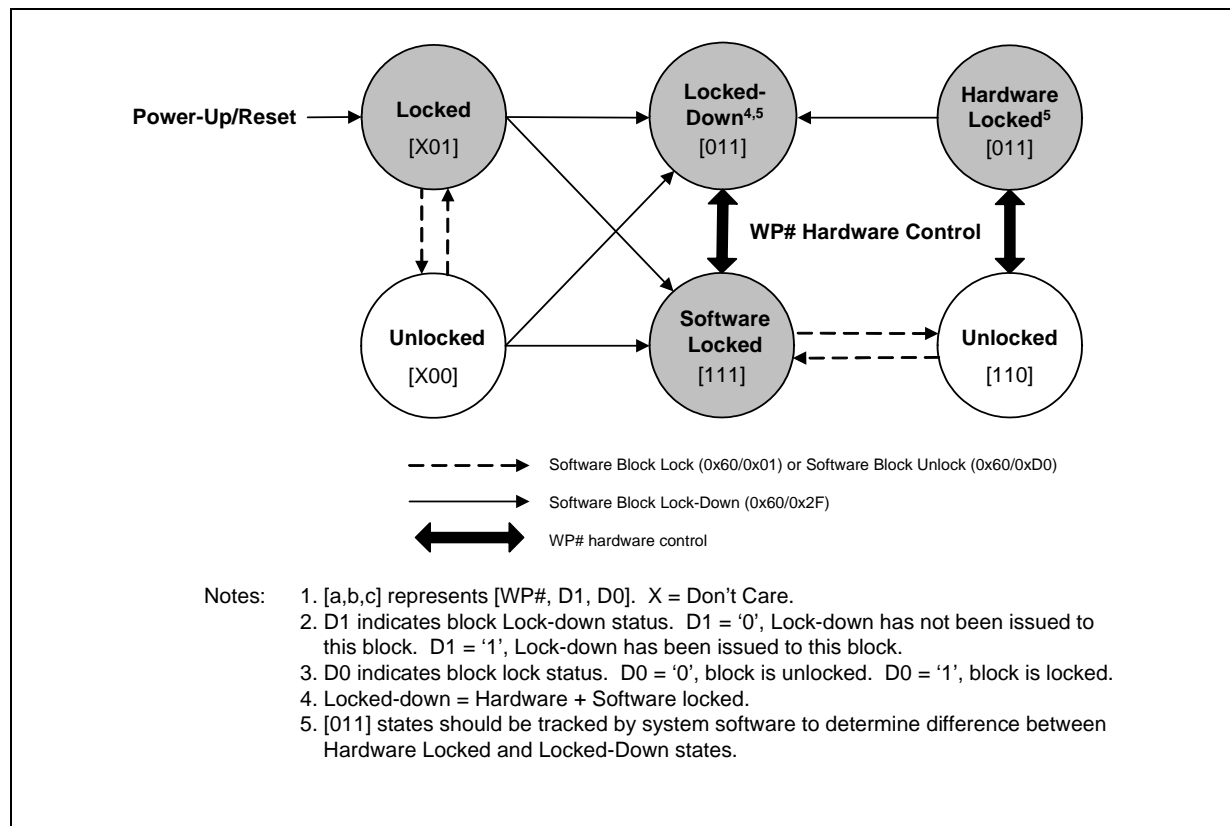 Power-Up/Reset
Locked
[X01]
Locked-
Down4,5
[011]
Hardware
Locked5
[011]
WP# Hardware Control
Unlocked
[X00]
Software
Locked
[111]
Unlocked
[110]
Software Block Lock (0x60/0x01) or Software Block Unlock (0x60/0xD0)
Software Block Lock-Down (0x60/0x2F)
WP# hardware control
Notes: 1. [a,b,c] represents [WP#, D1, D0]. X = Don’t Care.
2. D1 indicates block Lock-down status. D1 = ‘0’, Lock-down has not been issued to
this block. D1 = ‘1’, Lock-down has been issued to this block.
3. D0 indicates block lock status. D0 = ‘0’, block is unlocked. D0 = ‘1’, block is locked.
4. Locked-down = Hardware + Software locked.
5. [011] states should be tracked by system software to determine difference between
Hardware Locked and Locked-Down states.